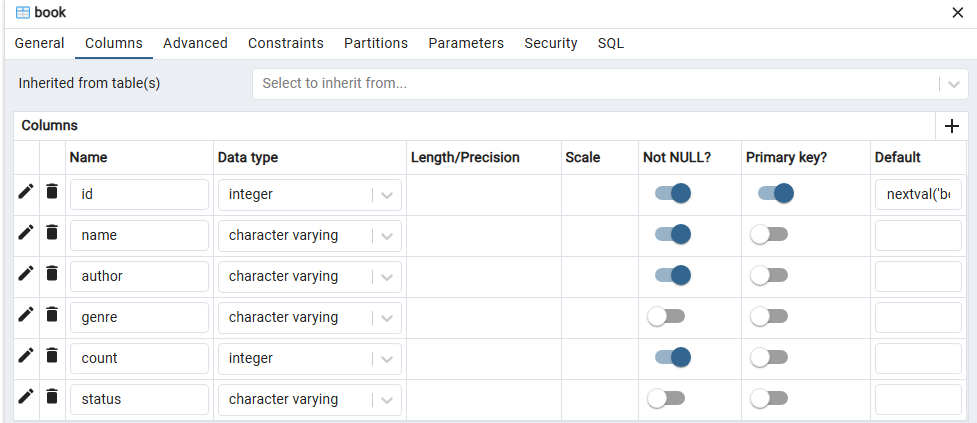 book
General Columns Advanced Constraints Partitions Parameters Security SQL
Inherited from table(s) Select to inherit from...
Columns
Name Data type Length/Precision Scale Not NULL? Primary key? Default
id integer nextval('b
name character varying
author character varying
genre character varying
count integer
status character varying